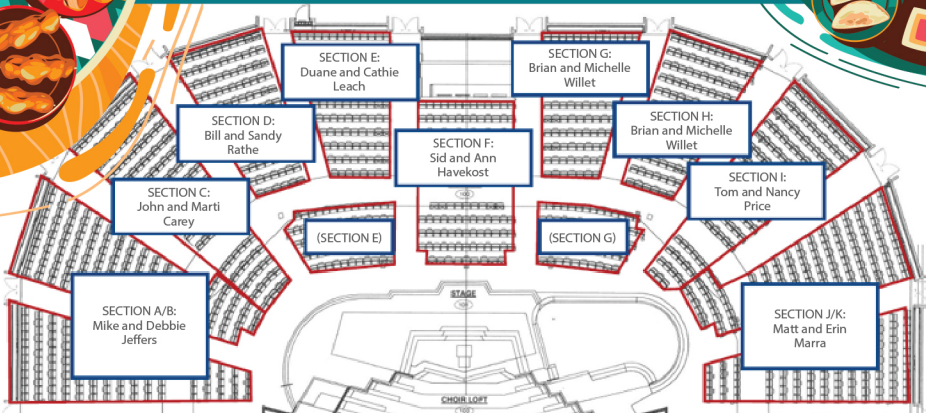 SECTION E:
Duane and Cathie
Leach
SECTION G:
Brian and Michelle
Willet
SECTION D:
Bill and Sandy
Rathe
SECTION F:
Sid and Ann
Havekost
SECTION H:
Brian and Michelle
Willet
SECTION C:
John and Marti
Carey
SECTION I:
Tom and Nancy
Price
100
(SECTION E)
(SECTION G)
SECTION A/B:
Mike and Debbie
Jeffers
STAGE
SECTION J/K:
Matt and Erin
Marra
CHOIR LOFT